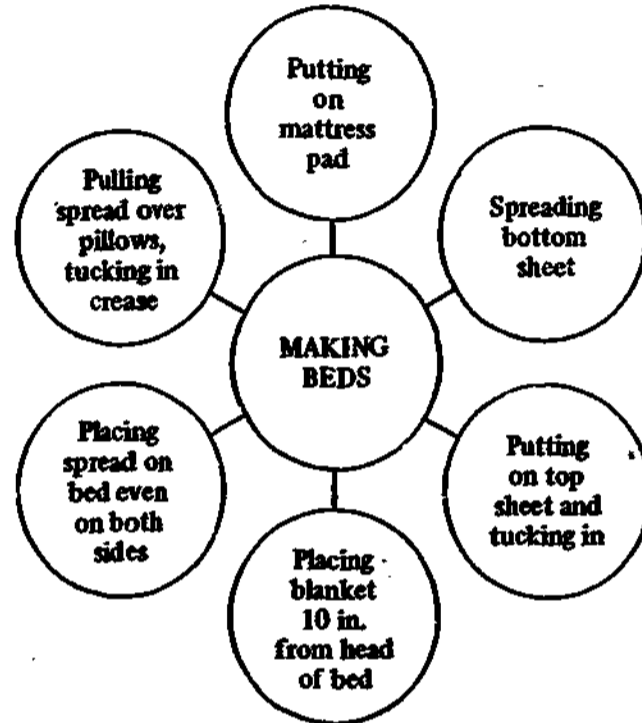 Putting
on
mattress
pad
Spreading
bottom
sheet
Putting
on top
sheet and
tucking in
Placing
blanket
10 in.
from head
of bed
Placing
spread on
bed even
on both
sides
Pulling
spread over
pillows,
tucking in
crease
MAKING
BEDS